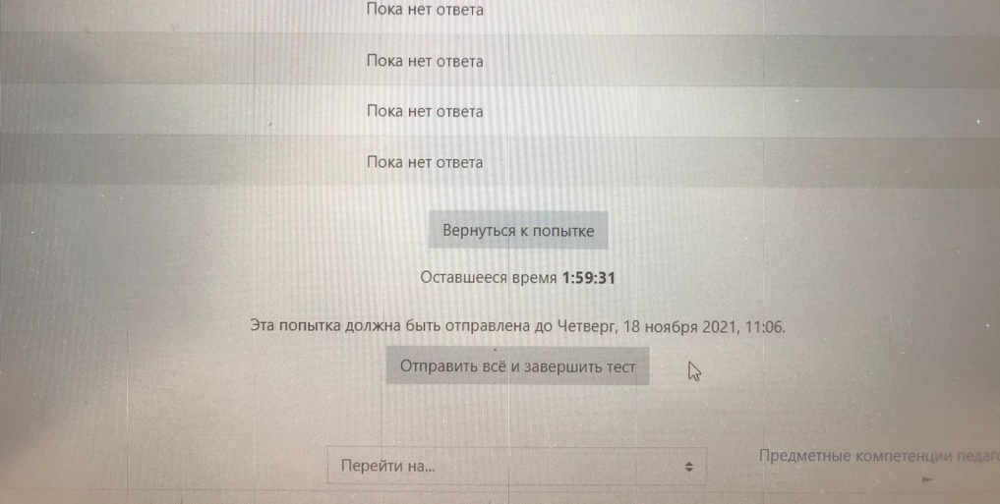 Пока нет ответа
Пока нет ответа
Пока нет ответа
Пока нет ответа
Вернуться к попытке
Оставшееся время 1:59:31
Эта попытка должна быть отправлена до Четверг, 18 ноября 2021, 11:06.
Отправить всё и завершить тест
Перейти на...
Предметные компетенции педаго